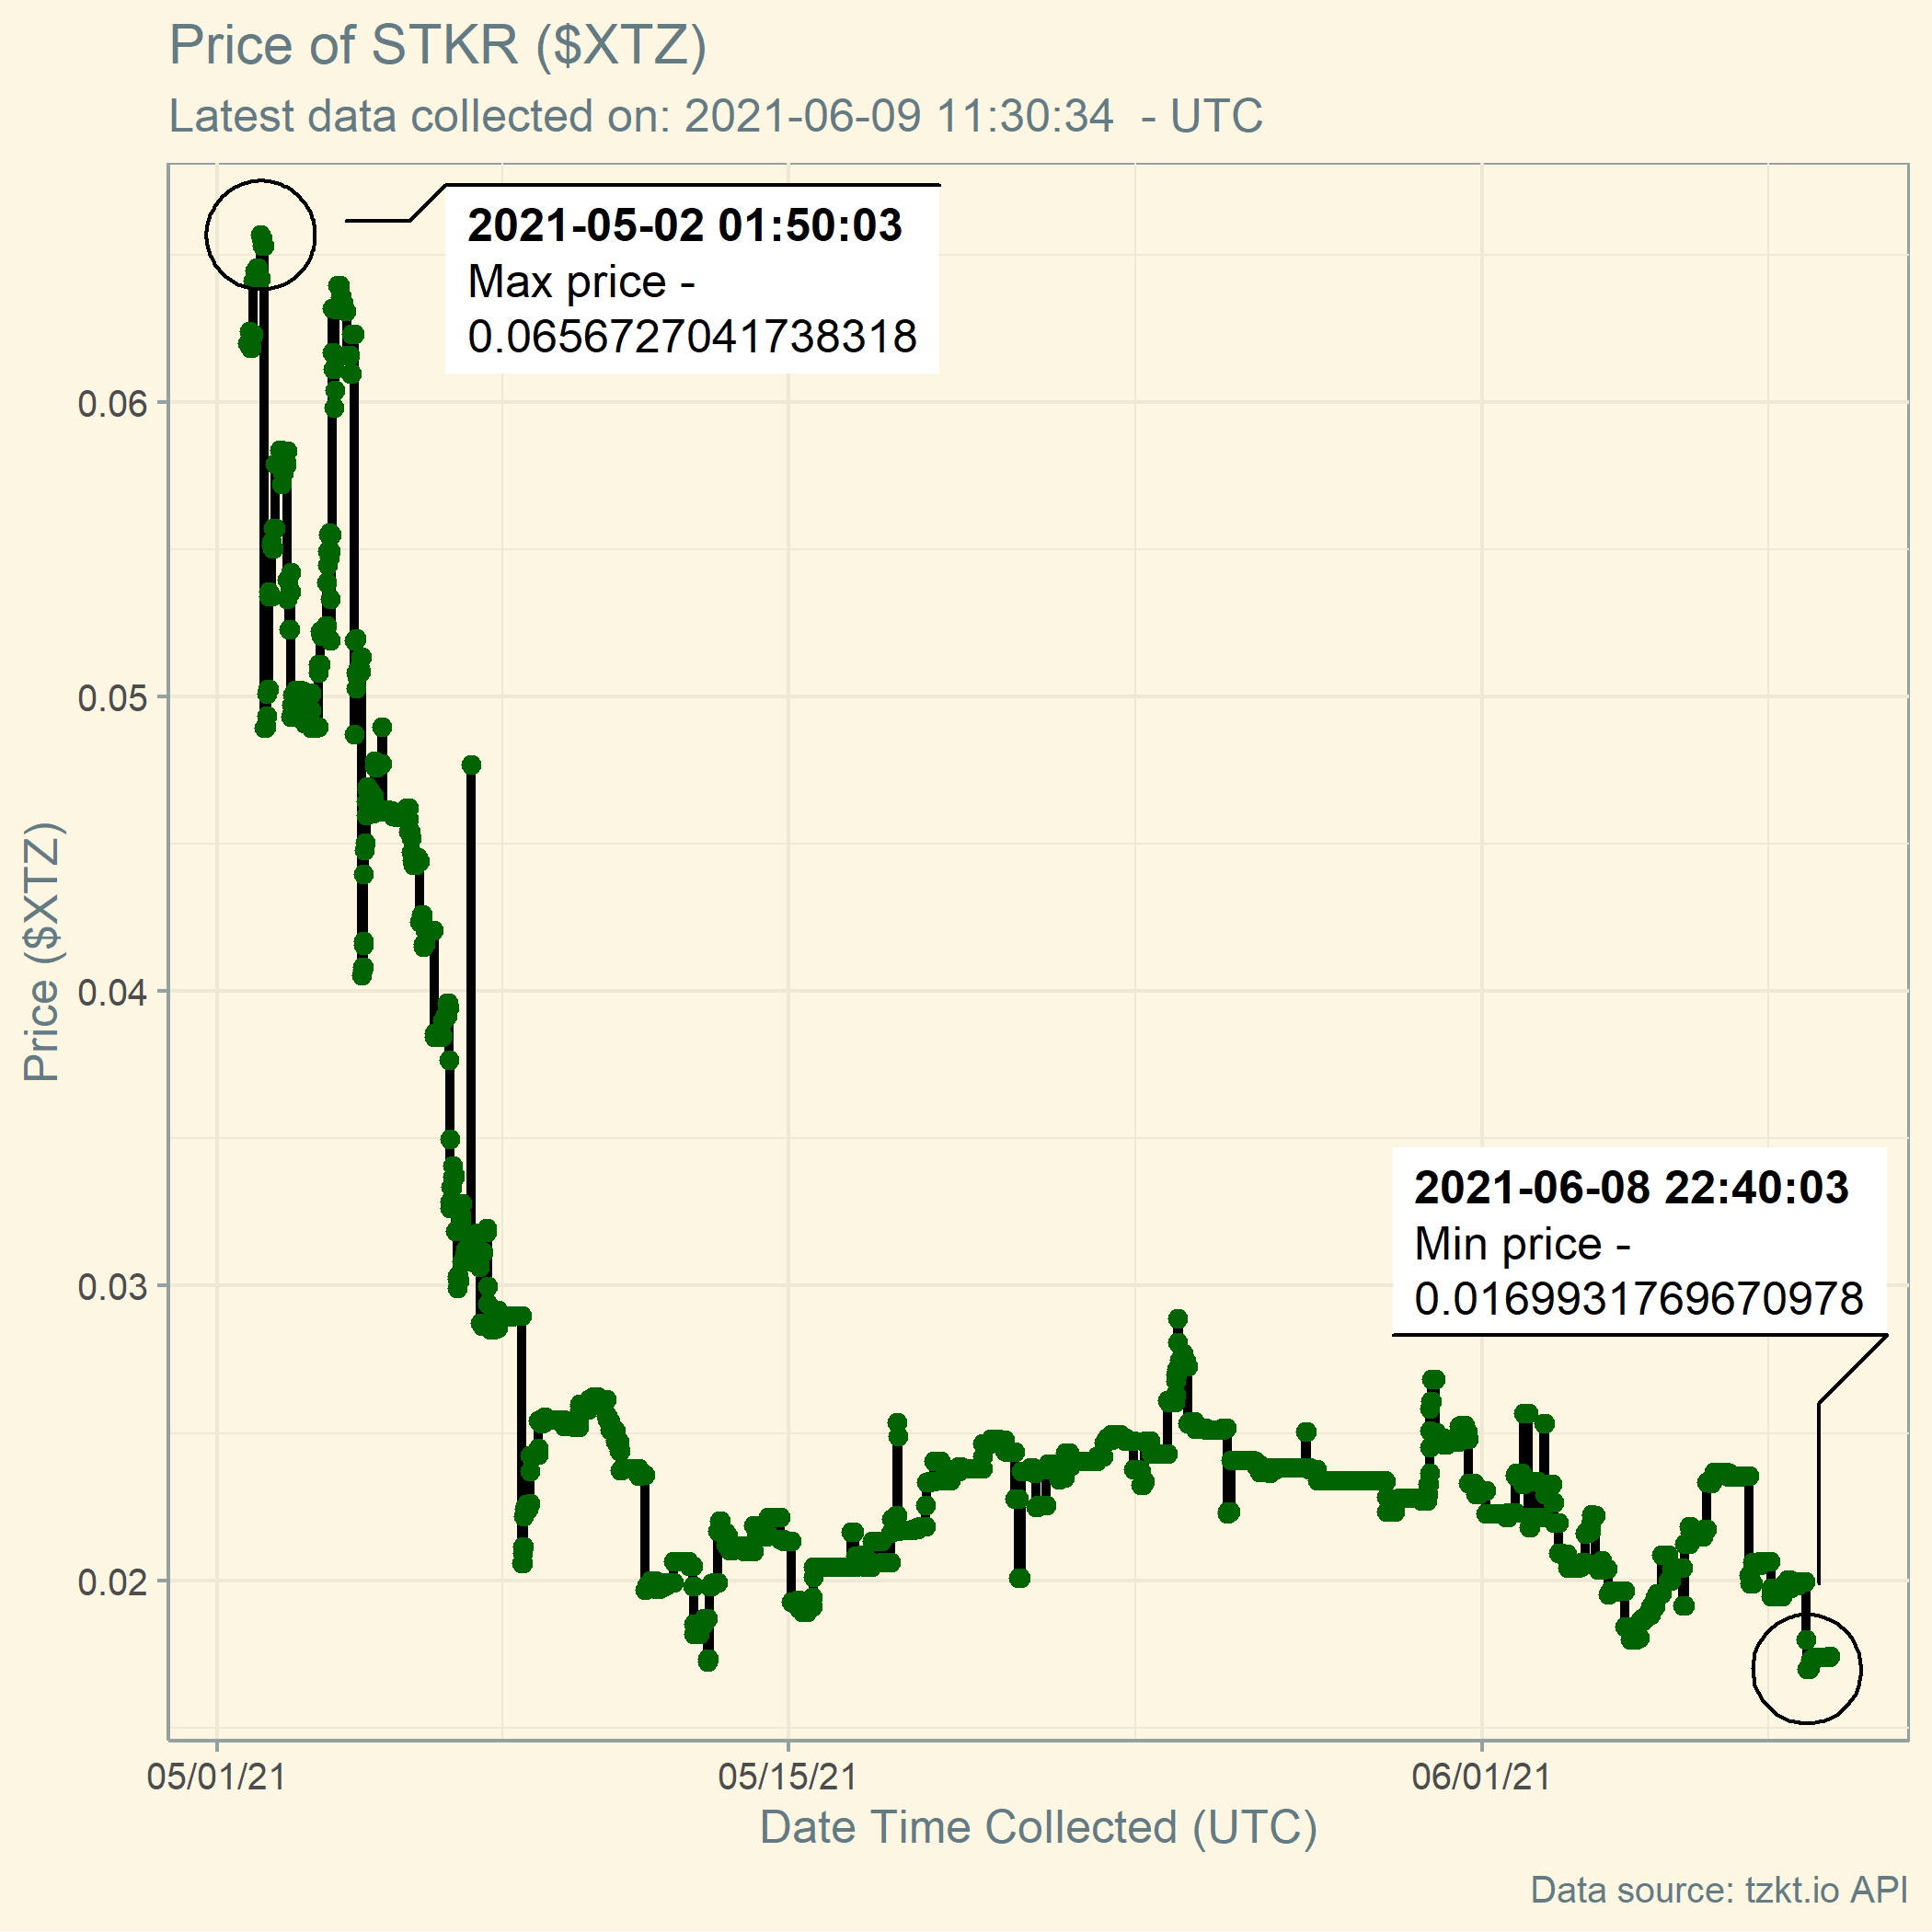 Price of STKR ($XTZ)
Latest data collected on: 2021-06-09 11:30:34  - UTC
2021-05-02 01:50:03
Max price -
0.0656727041738318
0.06
0.05
0.04
0.03
0.02
Price ($XTZ)
2021-06-08 22:40:03
Min price -
0.01699931769670978
05/01/21
05/15/21
06/01/21
Date Time Collected (UTC)
Data source: tzkt.io API